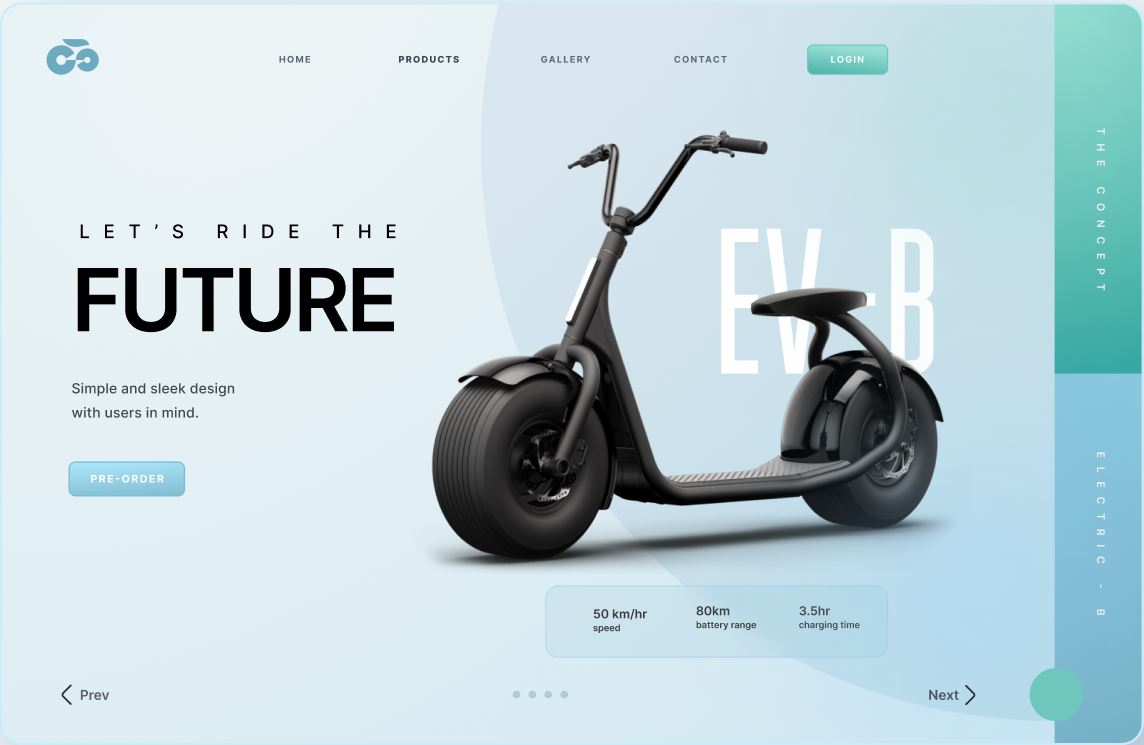 HOME
PRODUCTS
GALLERY
CONTACT
LOGIN
THE CONCEPT
LET’S RIDE THE
FUTURE
EV-B
Simple and sleek design
with users in mind.
PRE-ORDER
ELECTRIC - B
50 km/hr
speed
80km
battery range
3.5hr
charging time
Prev
Next